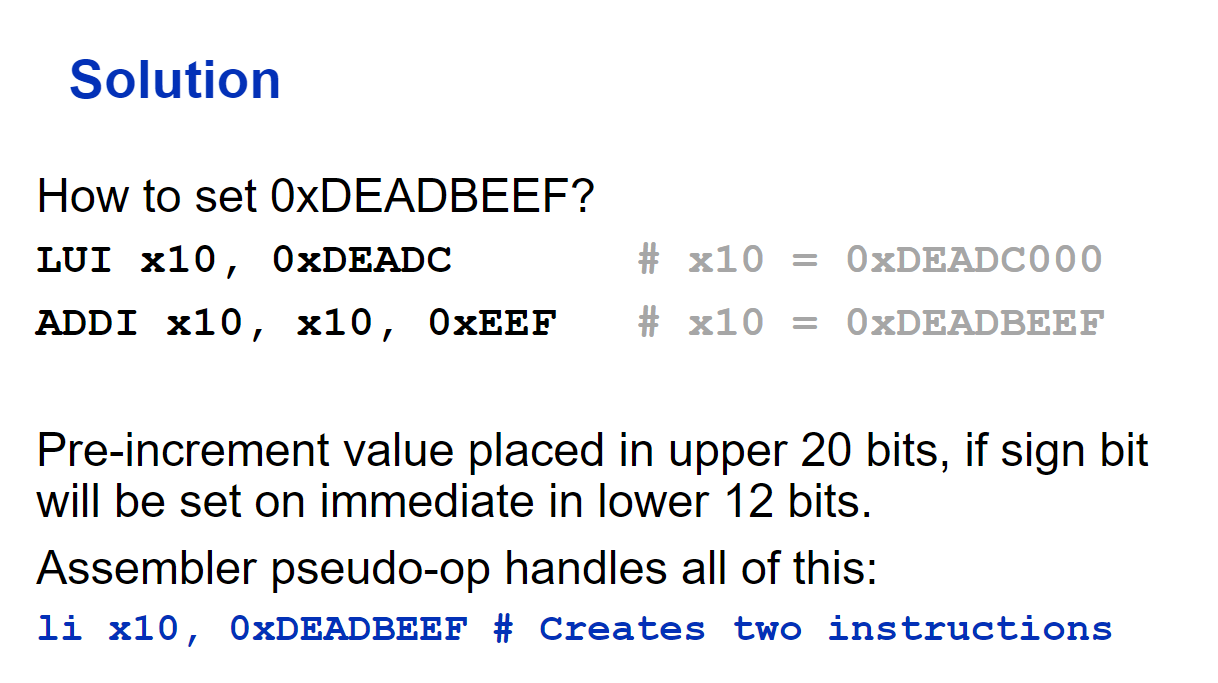 Solution
How to set 0xDEADBEEF?
LUI x10, 0xDEADC # x10 = 0xDEADC000
ADDI x10, x10, 0xEEF # x10 = 0xDEADBEEF
Pre-increment value placed in upper 20 bits, if sign bit
will be set on immediate in lower 12 bits.
Assembler pseudo-op handles all of this:
li x10, 0xDEADBEEF # Creates two instructions